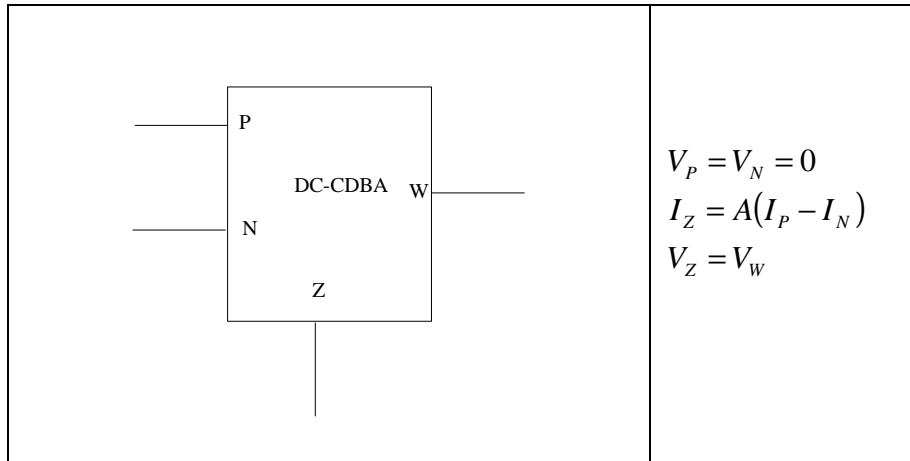 P
DC-CDBA
W
N
Z
V_P = V_N = 0
I_Z = A(I_P − I_N)
V_Z = V_W